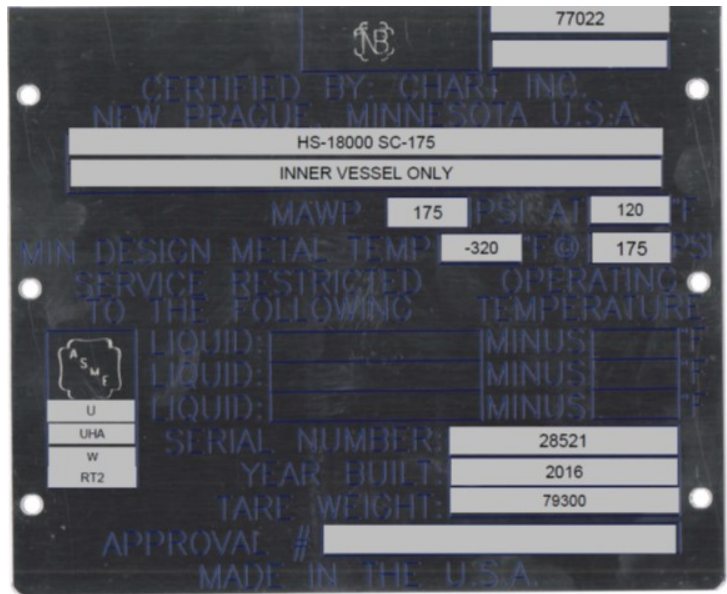 NB
77022
CERTIFIED BY: CHART INC.
NEW PRAGUE, MINNESOTA U.S.A
HS-18000 SC-175
INNER VESSEL ONLY
MAWP 175 PSI AT 120 °F
MIN DESIGN METAL TEMP -320 °F @ 175 PSI
SERVICE RESTRICTED TO THE FOLLOWING
OPERATING TEMPERATURE
LIQUID: MINUS °F
LIQUID: MINUS °F
LIQUID: MINUS °F
ASME
U
UHA
W
RT2
SERIAL NUMBER: 28521
YEAR BUILT: 2016
TARE WEIGHT: 79300
APPROVAL #
MADE IN THE U.S.A.